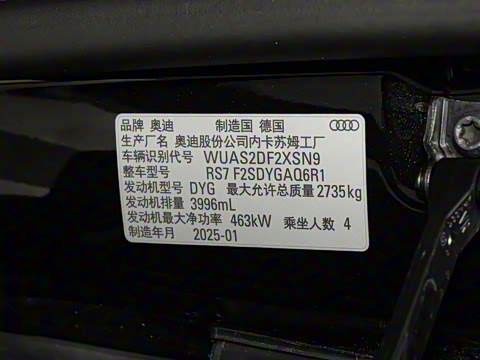 品牌 奥迪 制造国 德国
生产厂名 奥迪股份公司内卡苏姆工厂
车辆识别代号 WUAS2DF2XSN9
整车型号 RS7 F2SDYGAQ6R1
发动机型号 DYG 最大允许总质量 2735kg
发动机排量 3996mL
发动机最大净功率 463kW 乘坐人数 4
制造年月 2025-01